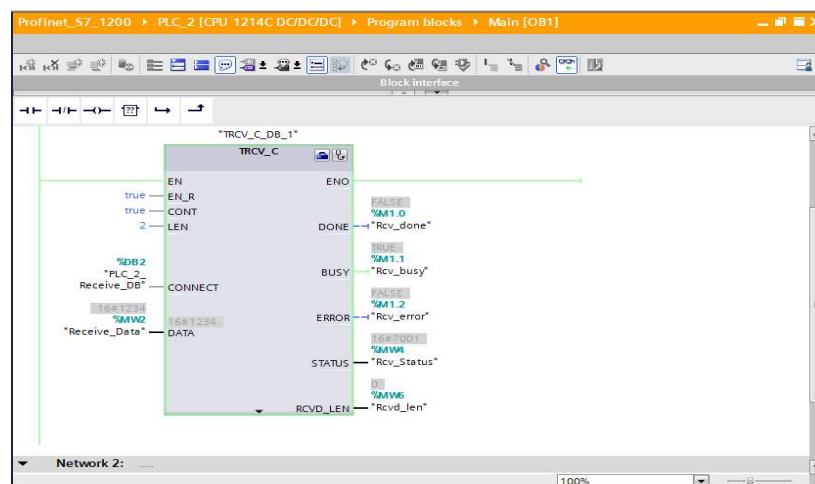 Profinet_S7_1200 ▸ PLC_2 [CPU 1214C DC/DC/DC] ▸ Program blocks ▸ Main [OB1]
Block interface
??
"TRCV_C_DB_1"
TRCV_C
EN ENO
true EN_R
true CONT
2 LEN
FALSE
%M1.0
DONE "Rcv_done"
%DB2
"PLC_2_
Receive_DB" CONNECT
TRUE
%M1.1
BUSY "Rcv_busy"
16#1234
%MW2
"Receive_Data" 16#1234
DATA
FALSE
%M1.2
ERROR "Rcv_error"
16#7001
%MW4
STATUS "Rcv_Status"
0
%MW6
RCVD_LEN "Rcvd_len"
Network 2: .....
100%